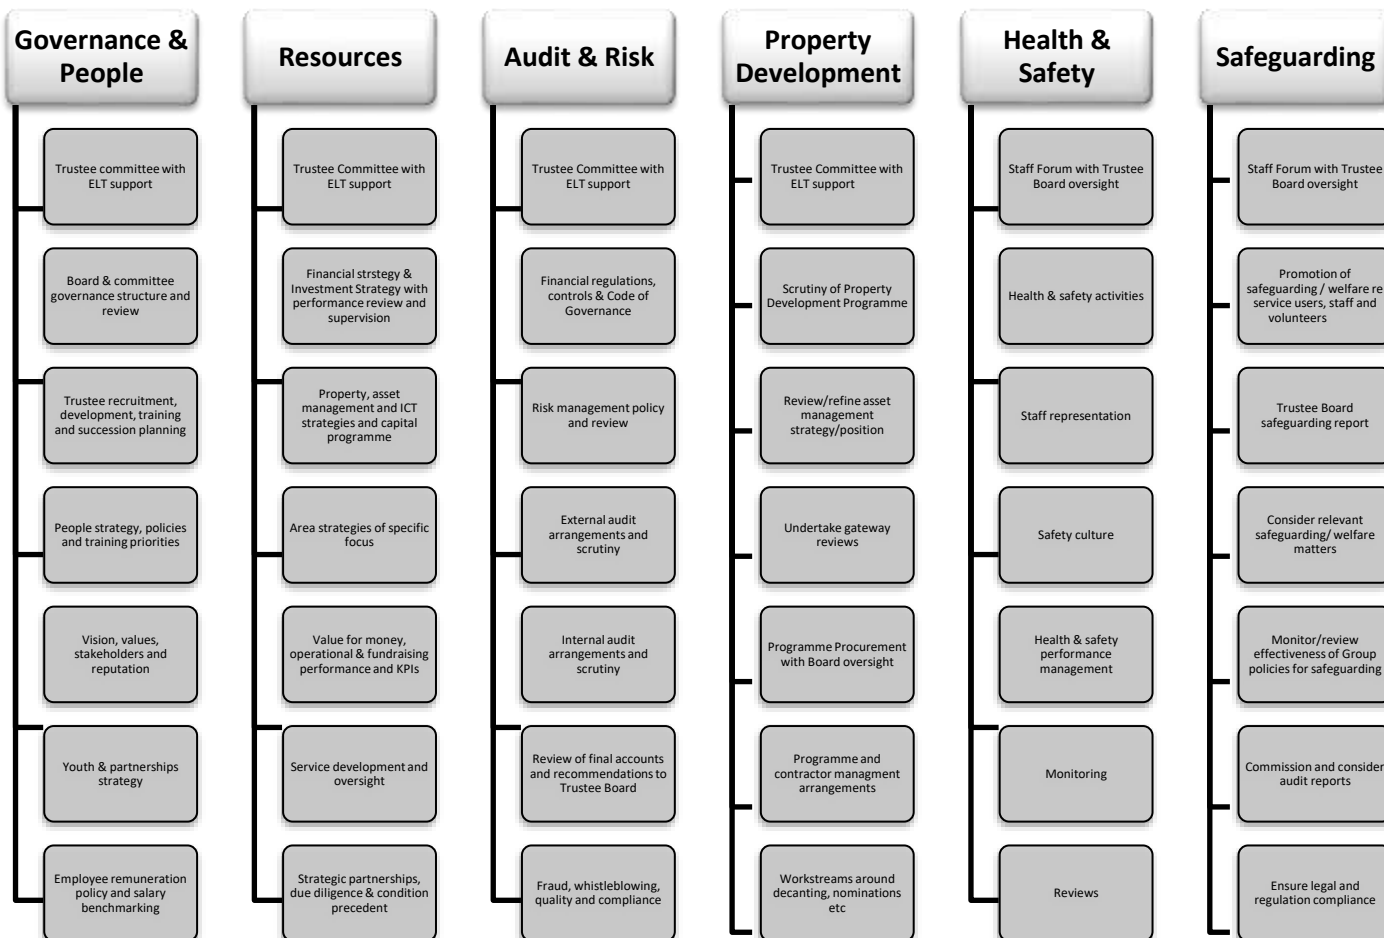 Governance &
People
Trustee committee with
ELT support
Board & committee
governance structure and
review
Trustee recruitment,
development, training
and succession planning
People strategy, policies
and training priorities
Vision, values,
stakeholders and
reputation
Youth & partnerships
strategy
Employee remuneration
policy and salary
benchmarking
Resources
Trustee Committee with
ELT support
Financial strstegy &
Investment Strategy with
performance review and
supervision
Property, asset
management and ICT
strategies and capital
programme
Area strategies of specific
focus
Value for money,
operational & fundraising
performance and KPIs
Service development and
oversight
Strategic partnerships,
due diligence & condition
precedent
Audit & Risk
Trustee Committee with
ELT support
Financial regulations,
controls & Code of
Governance
Risk management policy
and review
External audit
arrangements and
scrutiny
Internal audit
arrangements and
scrutiny
Review of final accounts
and recommendations to
Trustee Board
Fraud, whistleblowing,
quality and compliance
Property
Development
Trustee Committee with
ELT support
Scrutiny of Property
Development Programme
Review/refine asset
management
strategy/position
Undertake gateway
reviews
Programme Procurement
with Board oversight
Programme and
contractor managment
arrangements
Workstreams around
decanting, nominations
etc
Health &
Safety
Staff Forum with Trustee
Board oversight
Health & safety activities
Staff representation
Safety culture
Health & safety
performance
management
Monitoring
Reviews
Safeguarding
Staff Forum with Trustee
Board oversight
Promotion of
safeguarding / welfare re
service users, staff and
volunteers
Trustee Board
safeguarding report
Consider relevant
safeguarding/ welfare
matters
Monitor/review
effectiveness of Group
policies for safeguarding
Commission and consider
audit reports
Ensure legal and
regulation compliance